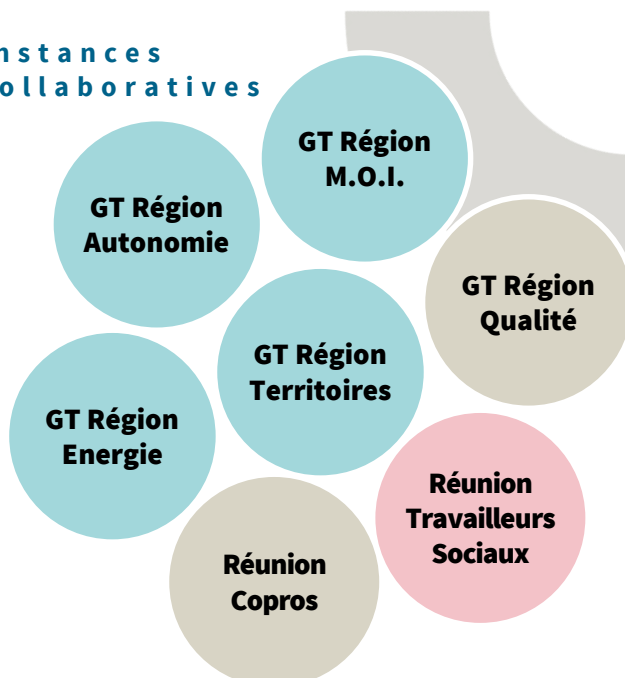 nstances
ollaboratives
GT Région
M.O.I.
GT Région
Autonomie
GT Région
Qualité
GT Région
Territoires
GT Région
Energie
Réunion
Travailleurs
Sociaux
Réunion
Copros